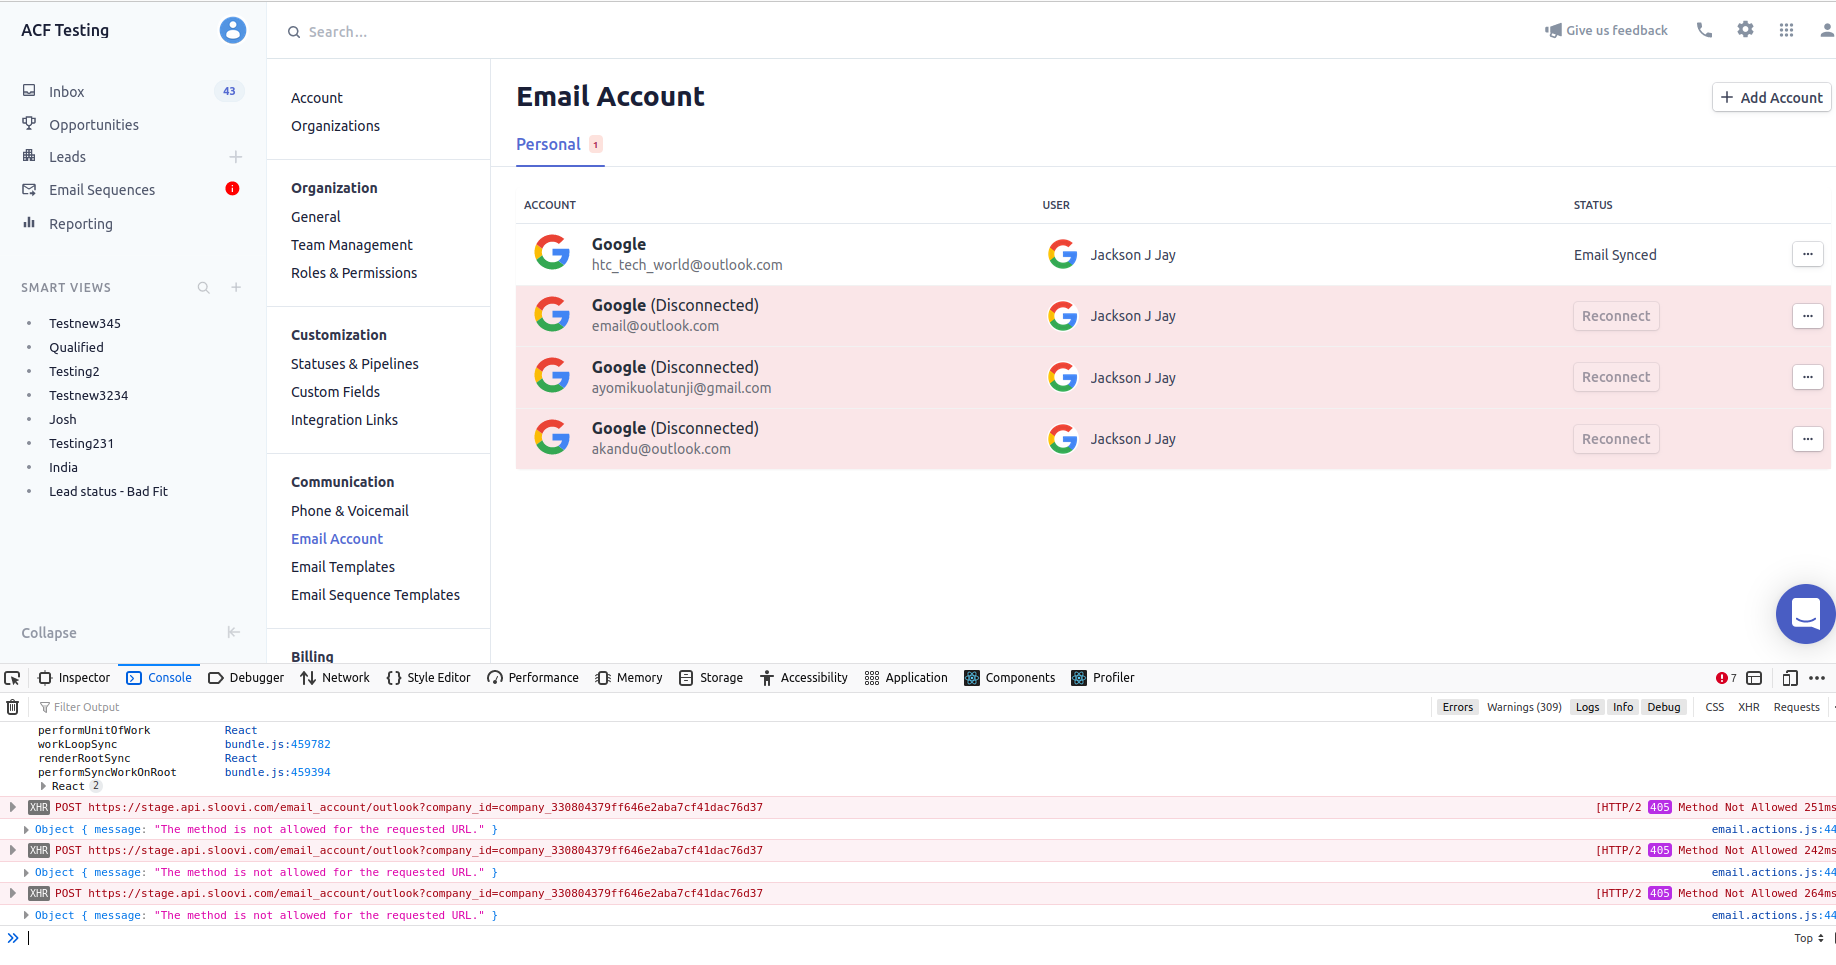 ACF Testing
Search...
Give us feedback
Inbox 43
Opportunities
Leads
Email Sequences
Reporting
SMART VIEWS
Testnew345
Qualified
Testing2
Testnew3234
Josh
Testing231
India
Lead status - Bad Fit
Collapse
Account
Organizations
Organization
General
Team Management
Roles & Permissions
Customization
Statuses & Pipelines
Custom Fields
Integration Links
Communication
Phone & Voicemail
Email Account
Email Templates
Email Sequence Templates
Billing
Email Account
+ Add Account
Personal 1
ACCOUNT USER STATUS
Google
htc_tech_world@outlook.com
Jackson J Jay
Email Synced
Google (Disconnected)
email@outlook.com
Jackson J Jay
Reconnect
Google (Disconnected)
ayomikuolatunji@gmail.com
Jackson J Jay
Reconnect
Google (Disconnected)
akandu@outlook.com
Jackson J Jay
Reconnect
Inspector Console Debugger Network Style Editor Performance Memory Storage Accessibility Application Components Profiler 7
Filter Output Errors Warnings (309) Logs Info Debug CSS XHR Requests
performUnitOfWork React
workLoopSync bundle.js:459782
renderRootSync React
performSyncWorkOnRoot bundle.js:459394
React 2
XHR POST https://stage.api.sloovi.com/email_account/outlook?company_id=company_330804379ff646e2aba7cf41dac76d37 [HTTP/2 405 Method Not Allowed 251ms
Object { message: "The method is not allowed for the requested URL." } email.actions.js:44
XHR POST https://stage.api.sloovi.com/email_account/outlook?company_id=company_330804379ff646e2aba7cf41dac76d37 [HTTP/2 405 Method Not Allowed 242ms
Object { message: "The method is not allowed for the requested URL." } email.actions.js:44
XHR POST https://stage.api.sloovi.com/email_account/outlook?company_id=company_330804379ff646e2aba7cf41dac76d37 [HTTP/2 405 Method Not Allowed 264ms
Object { message: "The method is not allowed for the requested URL." } email.actions.js:44
Top